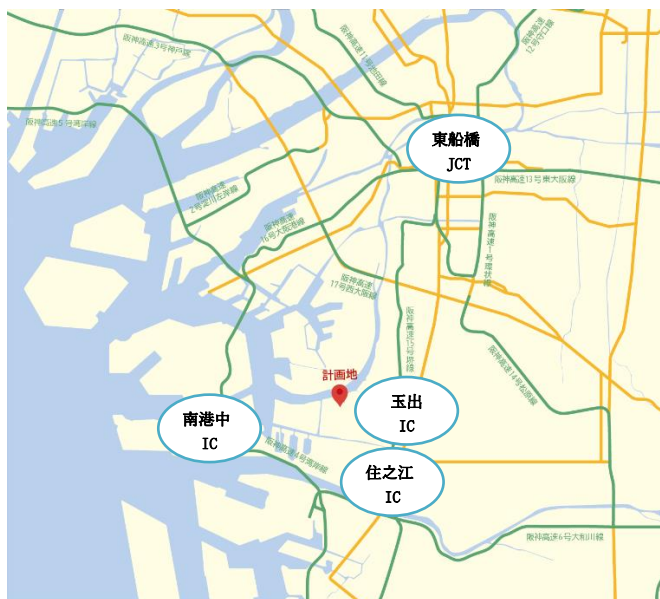 阪神高速3号神戸線
阪神高速11号池田線
阪神高速
12号守口線
阪神高速5号湾岸線
東船橋
JCT
阪神高速13号東大阪線
阪神高速
2号淀川左岸線
阪神高速
16号大阪港線
阪神高速1号環状線
阪神高速
17号西大阪線
阪神高速15号堺線
阪神高速14号松原線
計画地
玉出
IC
南港中
IC
阪神高速4号湾岸線
住之江
IC
阪神高速6号大和川線